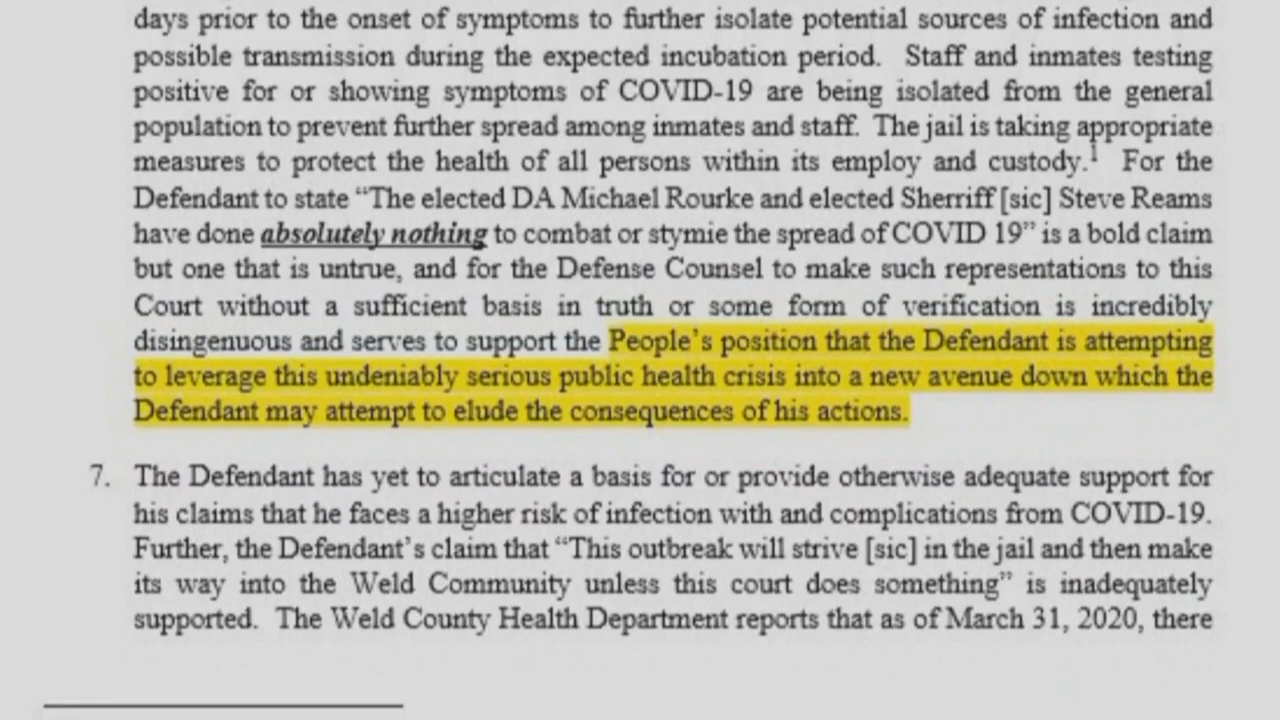 days prior to the onset of symptoms to further isolate potential sources of infection and
possible transmission during the expected incubation period. Staff and inmates testing
positive for or showing symptoms of COVID-19 are being isolated from the general
population to prevent further spread among inmates and staff. The jail is taking appropriate
measures to protect the health of all persons within its employ and custody.1 For the
Defendant to state “The elected DA Michael Rourke and elected Sherriff [sic] Steve Reams
have done absolutely nothing to combat or stymie the spread of COVID 19” is a bold claim
but one that is untrue, and for the Defense Counsel to make such representations to this
Court without a sufficient basis in truth or some form of verification is incredibly
disingenuous and serves to support the People’s position that the Defendant is attempting
to leverage this undeniably serious public health crisis into a new avenue down which the
Defendant may attempt to elude the consequences of his actions.
7. The Defendant has yet to articulate a basis for or provide otherwise adequate support for
his claims that he faces a higher risk of infection with and complications from COVID-19.
Further, the Defendant’s claim that “This outbreak will strive [sic] in the jail and then make
its way into the Weld Community unless this court does something” is inadequately
supported. The Weld County Health Department reports that as of March 31, 2020, there